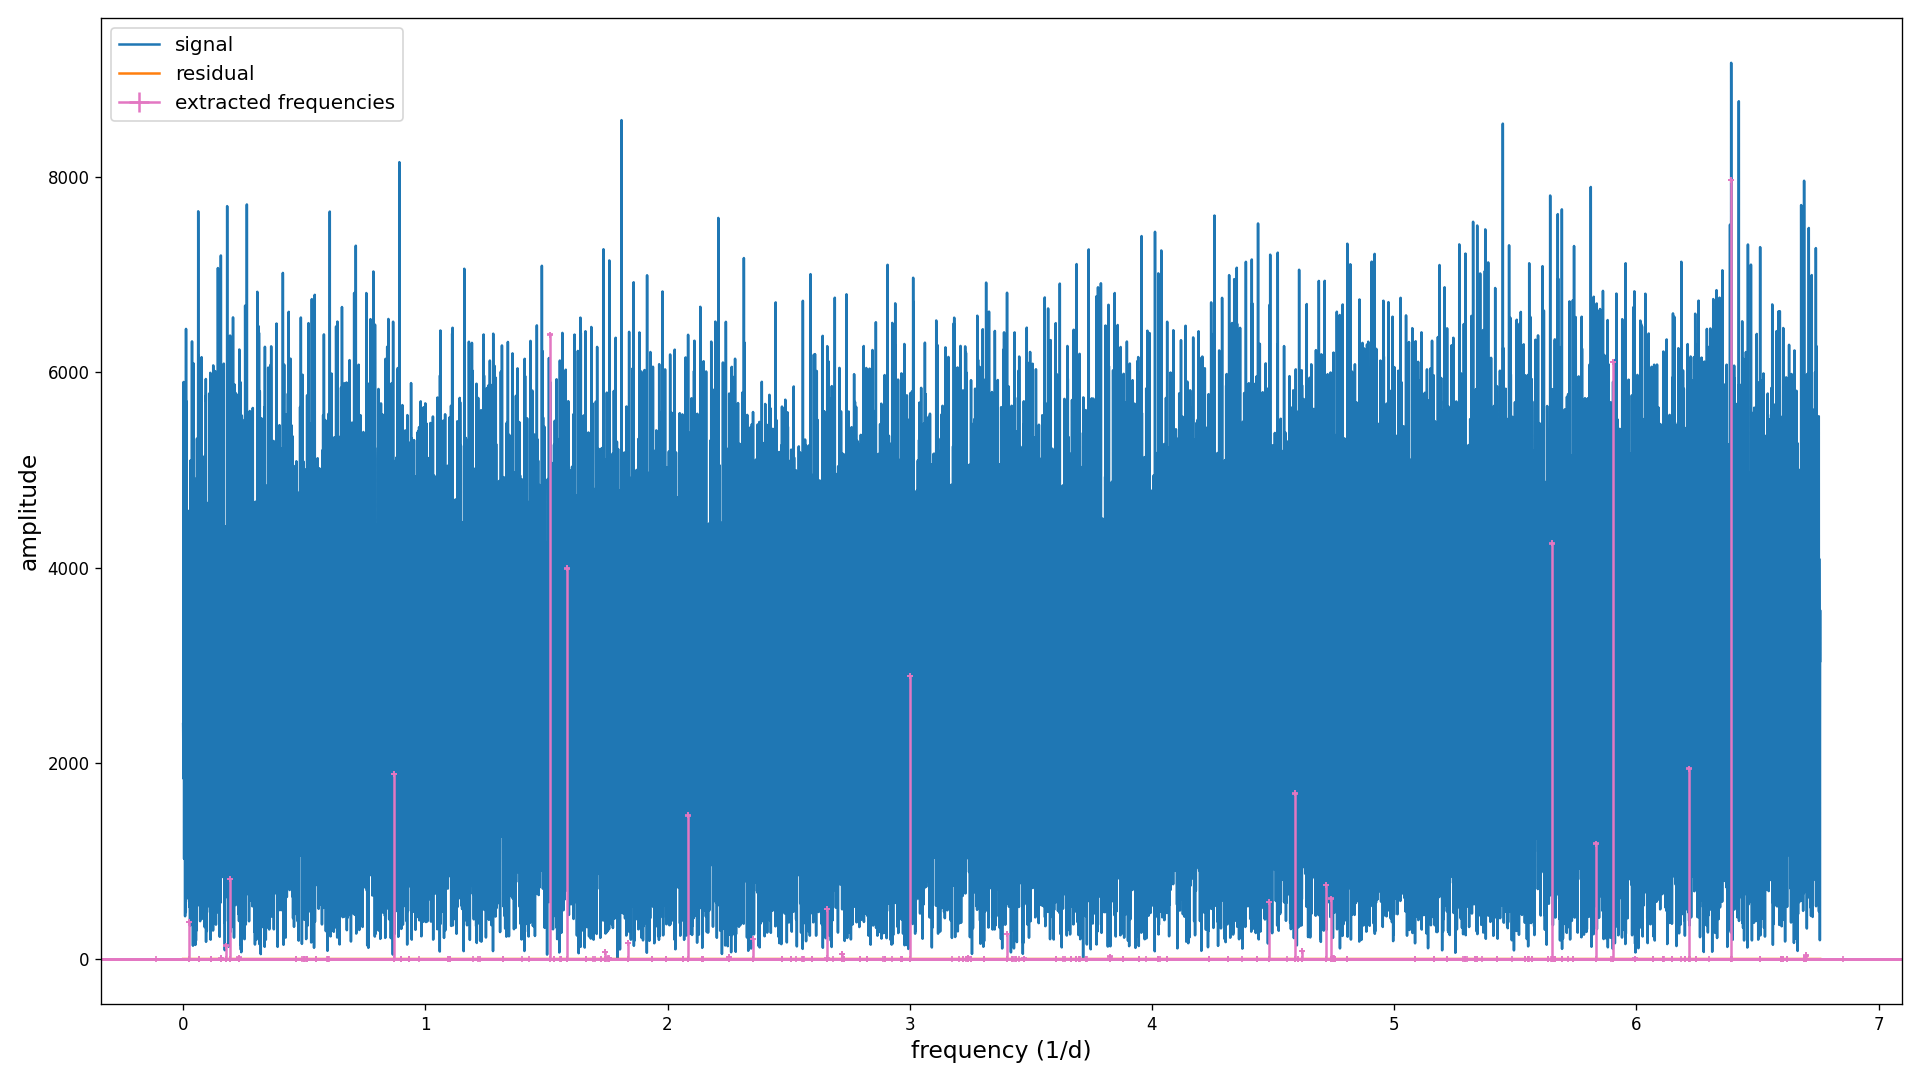 signal
residual
extracted frequencies
amplitude
8000
6000
4000
2000
0
0 1 2 3 4 5 6 7
frequency (1/d)